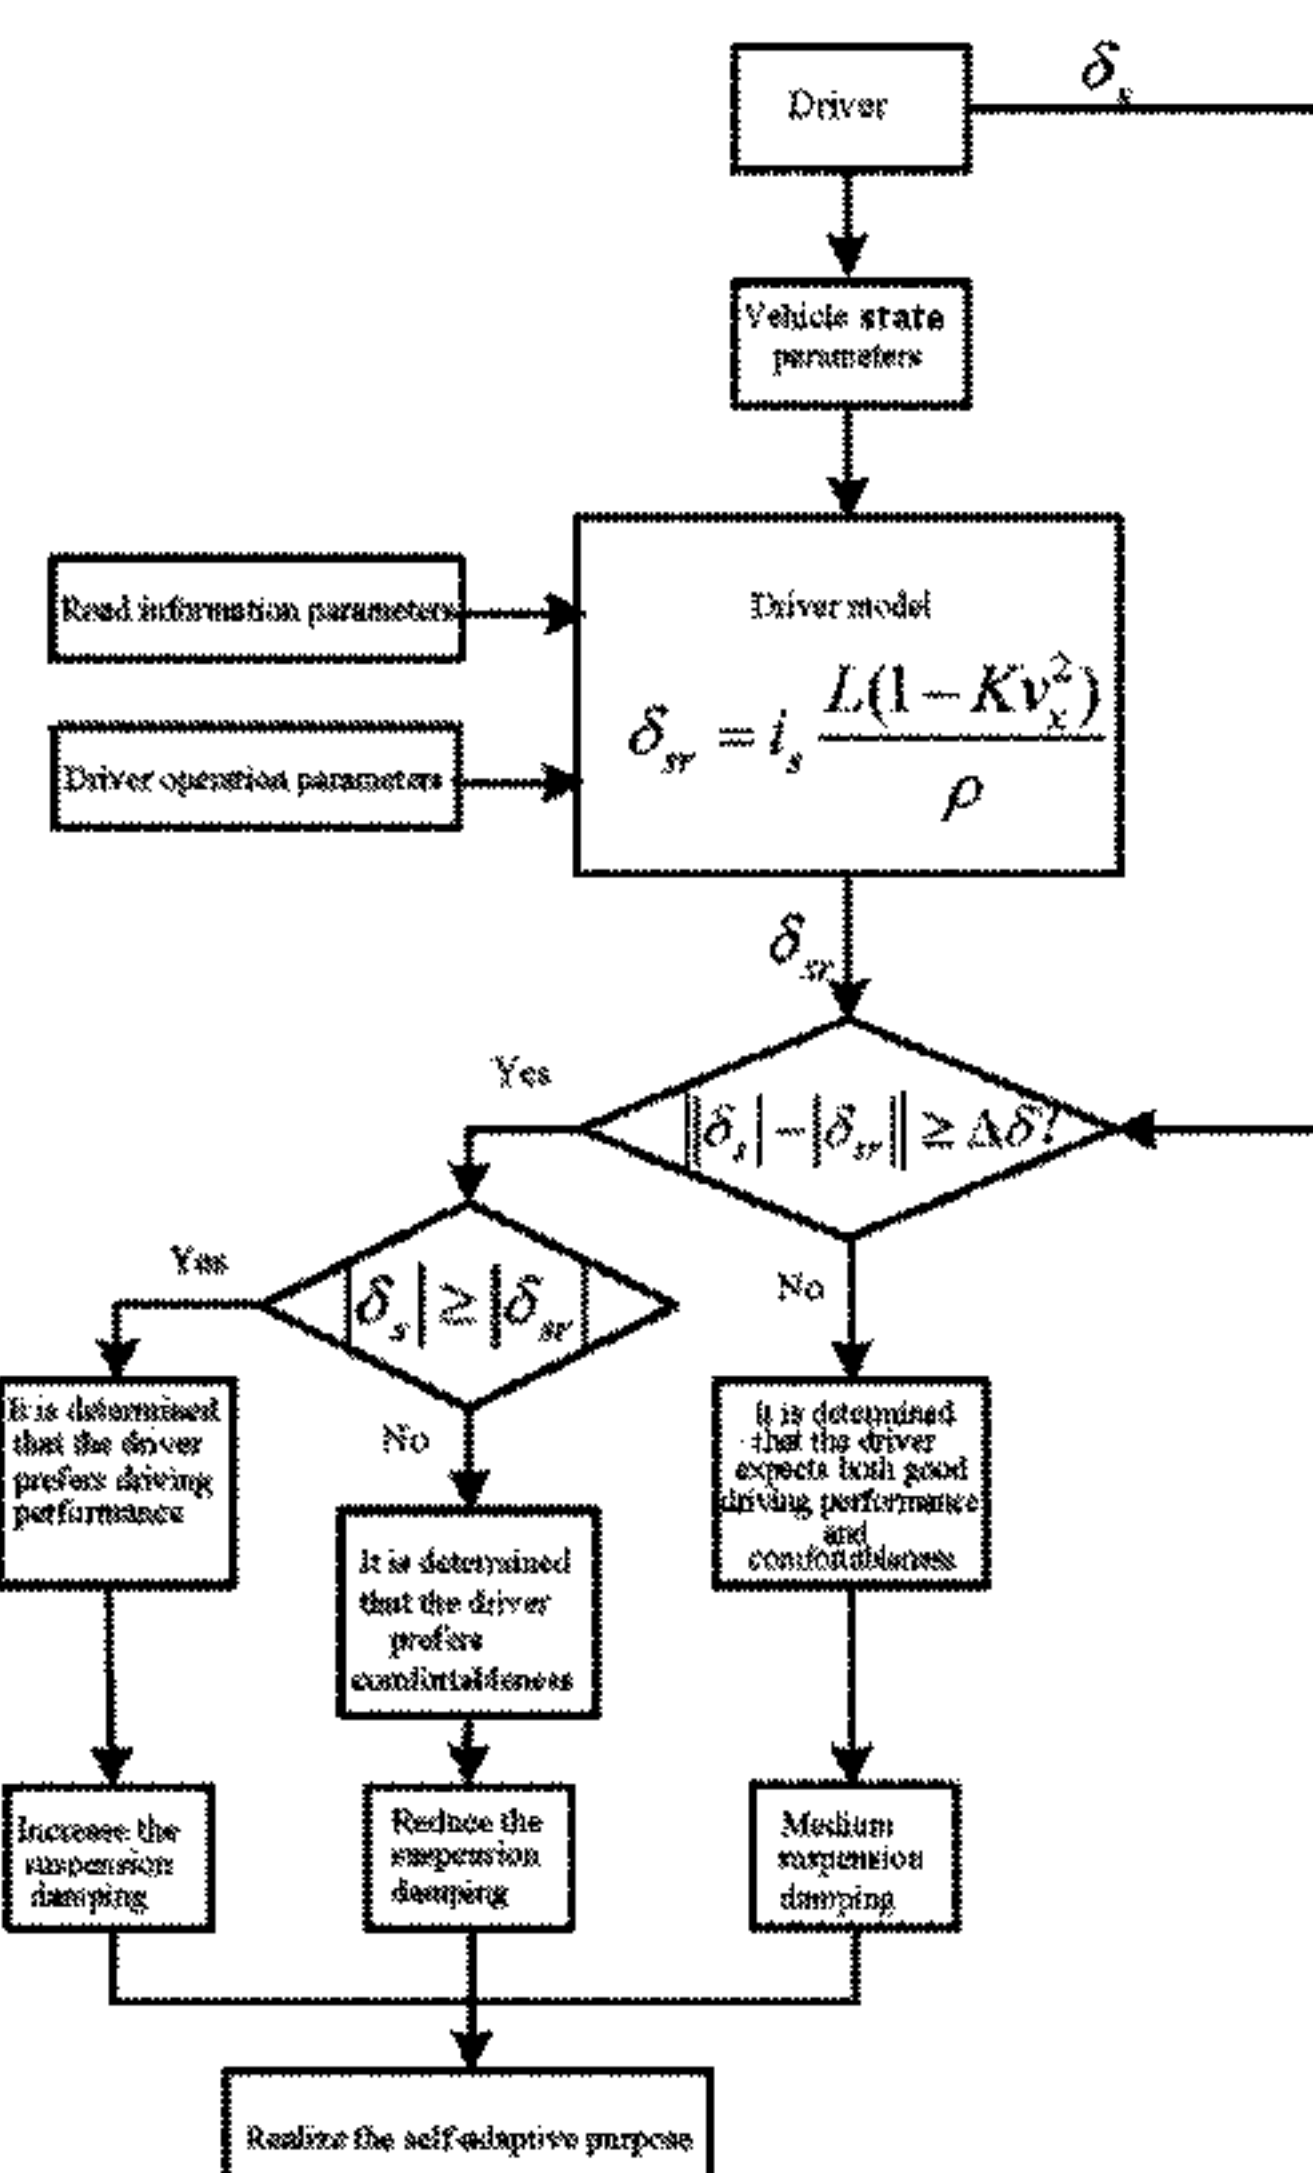 Driver
δs
Vehicle state
parameters
Road information parameters
Driver operation parameters
Driver model
δsr = is L(1−Kvx²)/ρ
δsr
Yes
||δs|−|δsr|| ≥ Δδ?
No
Yes
|δs| ≥ |δsr|
No
It is determined
that the driver
prefers driving
performance
It is determined
that the driver
prefers
comfortableness
It is determined
that the driver
expects both good
driving performance
and
comfortableness
Increase the
suspension
damping
Reduce the
suspension
damping
Medium
suspension
damping
Realize the self-adaptive purpose